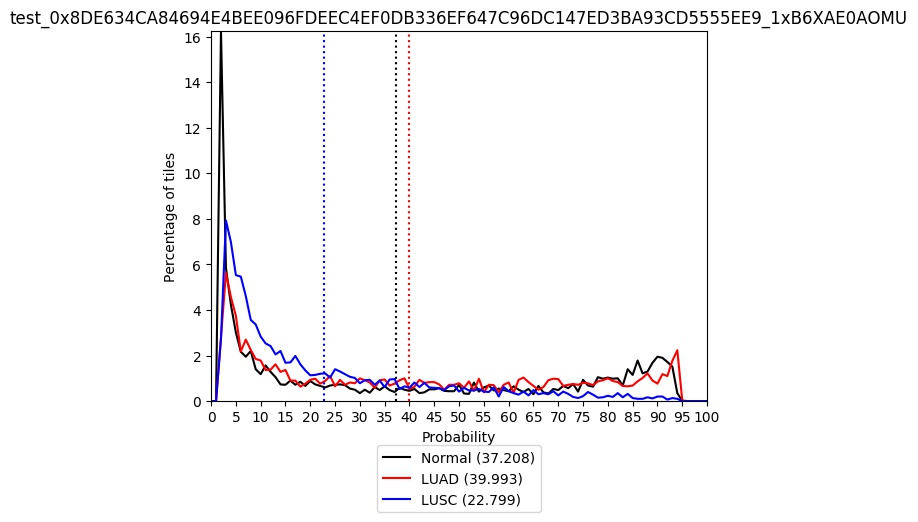 test_0x8DE634CA84694E4BEE096FDEEC4EF0DB336EF647C96DC147ED3BA93CD5555EE9_1xB6XAE0AOMU
16
14
12
10
8
6
4
2
0
Percentage of tiles
0 5 10 15 20 25 30 35 40 45 50 55 60 65 70 75 80 85 90 95 100
Probability
Normal (37.208)
LUAD (39.993)
LUSC (22.799)